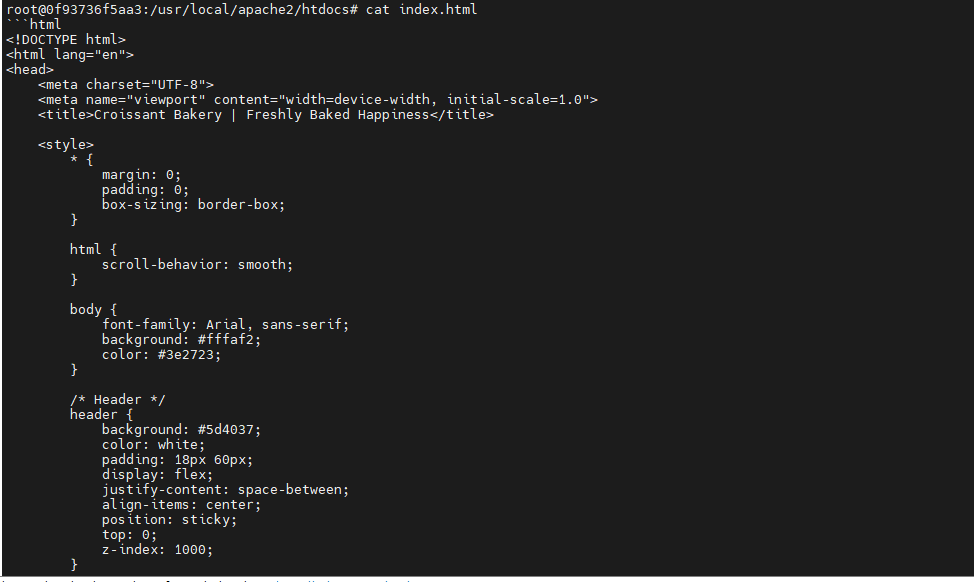 root@0f93736f5aa3:/usr/local/apache2/htdocs# cat index.html
```html
<!DOCTYPE html>
<html lang="en">
<head>
    <meta charset="UTF-8">
    <meta name="viewport" content="width=device-width, initial-scale=1.0">
    <title>Croissant Bakery | Freshly Baked Happiness</title>

    <style>
        * {
            margin: 0;
            padding: 0;
            box-sizing: border-box;
        }

        html {
            scroll-behavior: smooth;
        }

        body {
            font-family: Arial, sans-serif;
            background: #fffaf2;
            color: #3e2723;
        }

        /* Header */
        header {
            background: #5d4037;
            color: white;
            padding: 18px 60px;
            display: flex;
            justify-content: space-between;
            align-items: center;
            position: sticky;
            top: 0;
            z-index: 1000;
        }